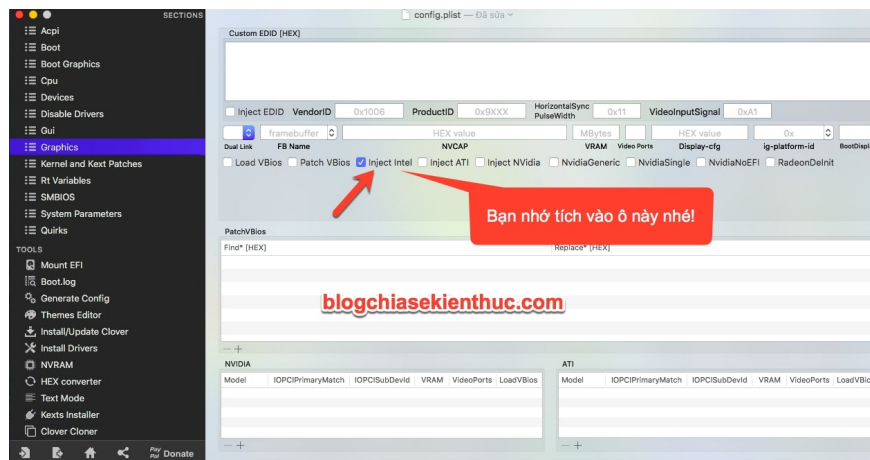 SECTIONS
config.plist — Đã sửa
Acpi
Boot
Boot Graphics
Cpu
Devices
Disable Drivers
Gui
Graphics
Kernel and Kext Patches
Rt Variables
SMBIOS
System Parameters
Quirks
TOOLS
Mount EFI
Boot.log
Generate Config
Themes Editor
Install/Update Clover
Install Drivers
NVRAM
HEX converter
Text Mode
Kexts Installer
Clover Cloner
Pay Pal Donate
Custom EDID [HEX]
Inject EDID VendorID 0x1006 ProductID 0x9XXX HorizontalSync PulseWidth 0x11 VideoInputSignal 0xA1
framebuffer HEX value MBytes HEX value 0x
Dual Link FB Name NVCAP VRAM Video Ports Display-cfg ig-platform-id BootDispl
Load VBios Patch VBios Inject Intel Inject ATI Inject NVidia NvidiaGeneric NvidiaSingle NvidiaNoEFI RadeonDeInit
Bạn nhớ tích vào ô này nhé!
PatchVBios
Find* [HEX] Replace* [HEX]
blogchiasekienthuc.com
NVIDIA ATI
Model IOPCIPrimaryMatch IOPCISubDevId VRAM VideoPorts LoadVBios Model IOPCIPrimaryMatch IOPCISubDevId VRAM VideoPorts LoadVBio